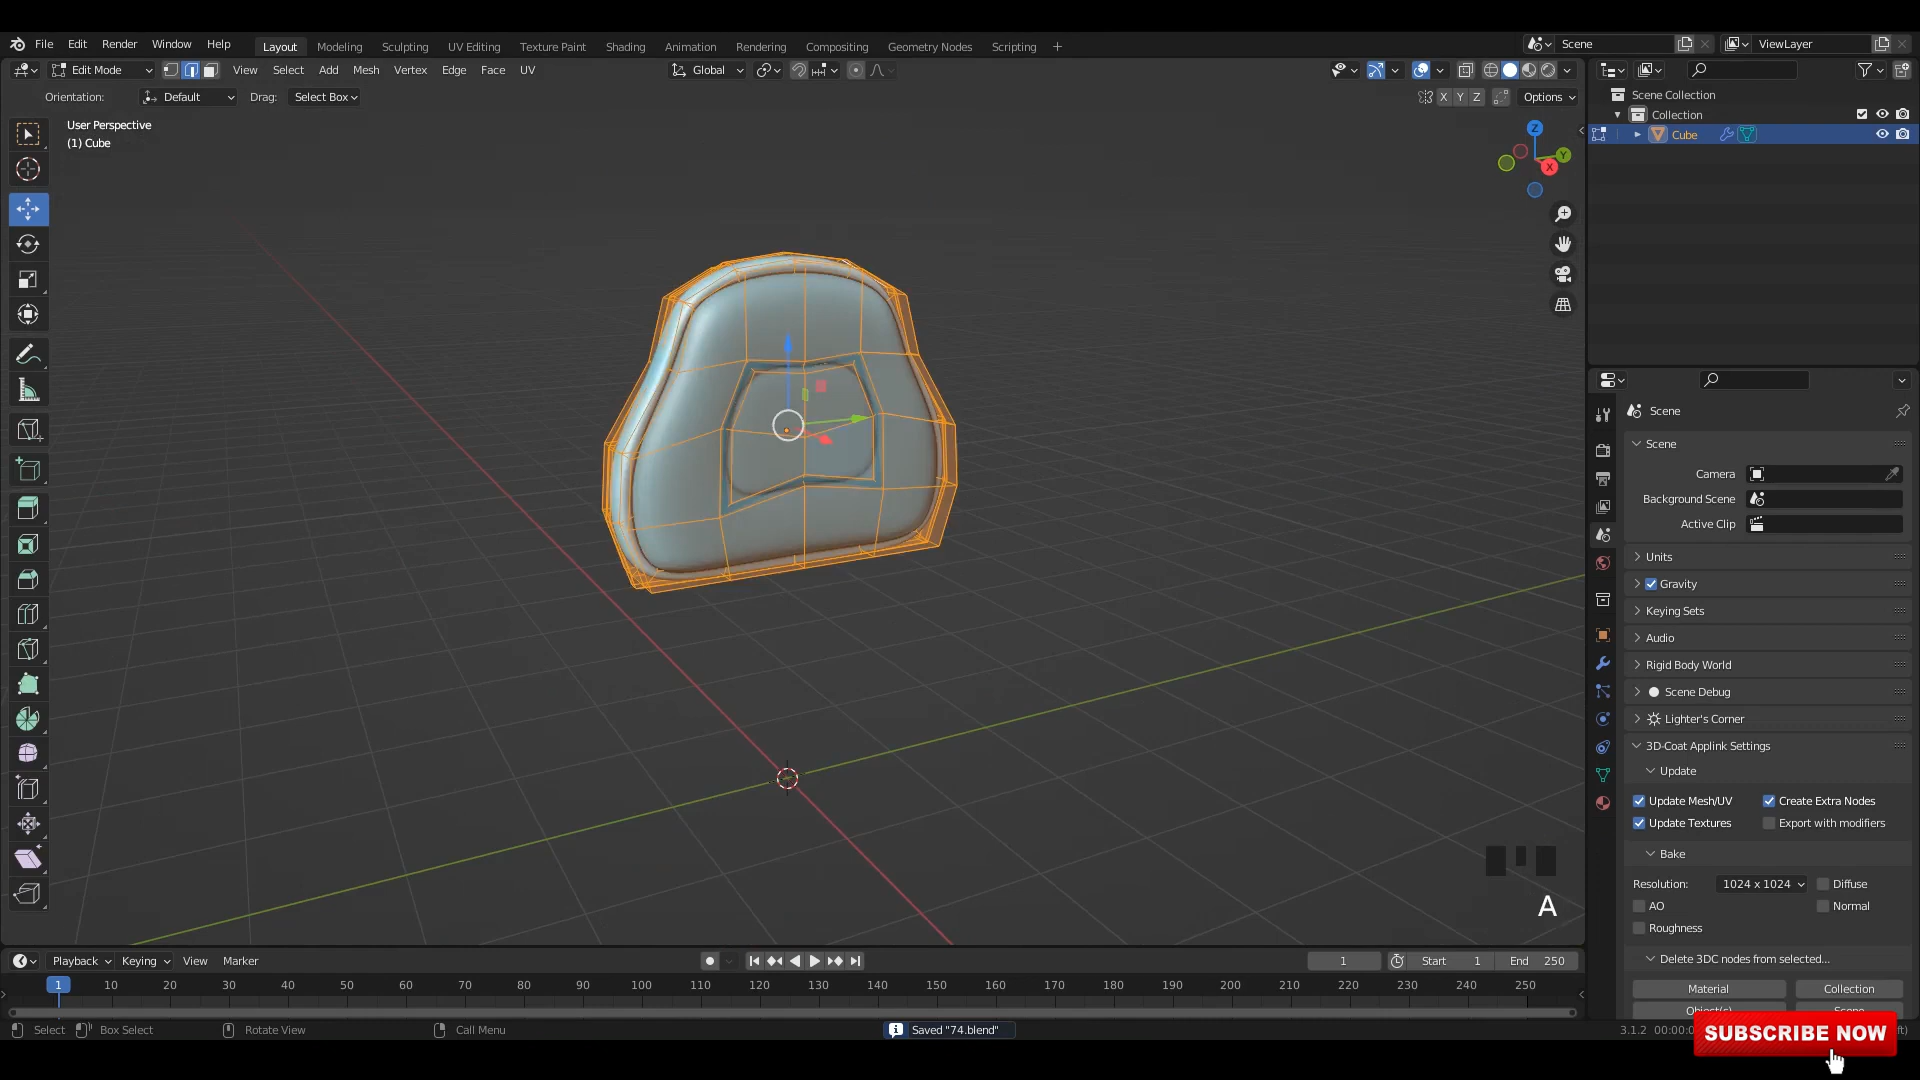 File Edit Render Window Help Layout Modeling Sculpting UV Editing Texture Paint Shading Animation Rendering Compositing Geometry Nodes Scripting + Scene ViewLayer
Edit Mode View Select Add Mesh Vertex Edge Face UV Global
Orientation: Default Drag: Select Box X Y Z Options
User Perspective
(1) Cube
Z
Y
X
Scene Collection
Collection
Cube
Scene
Scene
Camera
Background Scene
Active Clip
Units
Gravity
Keying Sets
Audio
Rigid Body World
Scene Debug
Lighter's Corner
3D-Coat Applink Settings
Update
Update Mesh/UV Create Extra Nodes
Update Textures Export with modifiers
Bake
Resolution: 1024 x 1024 Diffuse
AO Normal
Roughness
Delete 3DC nodes from selected...
Material Collection
A
Playback Keying View Marker 1 Start 1 End 250
1 10 20 30 40 50 60 70 80 90 100 110 120 130 140 150 160 170 180 190 200 210 220 230 240 250
Select Box Select Rotate View Call Menu Saved "74.blend" 3.1.2
SUBSCRIBE NOW